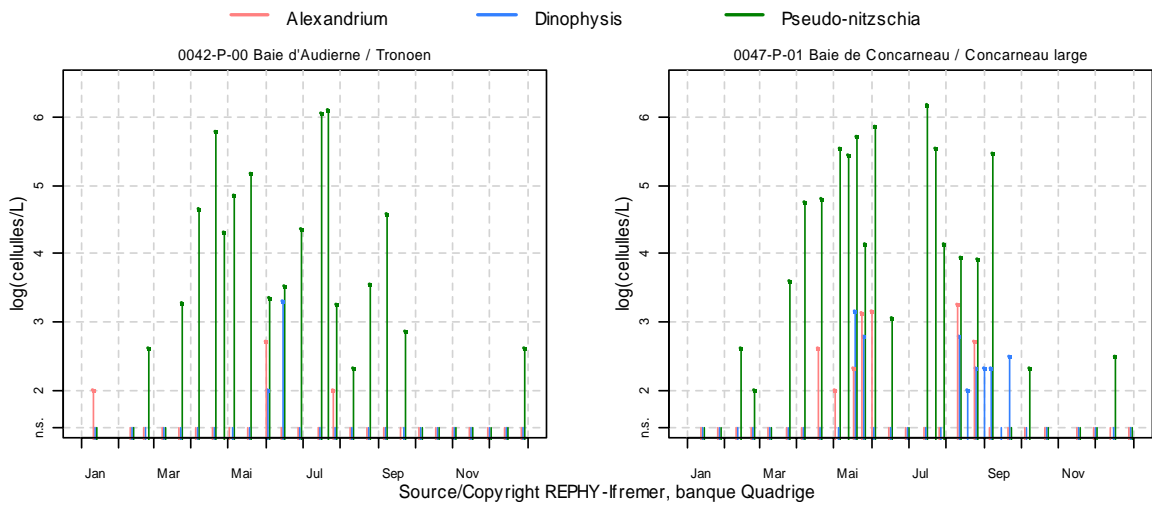 Alexandrium Dinophysis Pseudo-nitzschia
0042-P-00 Baie d'Audierne / Tronoen
log(cellulles/L)
6
5
4
3
2
n.s.
Jan Mar Mai Jul Sep Nov
0047-P-01 Baie de Concarneau / Concarneau large
log(cellulles/L)
6
5
4
3
2
n.s.
Jan Mar Mai Jul Sep Nov
Source/Copyright REPHY-Ifremer, banque Quadrige